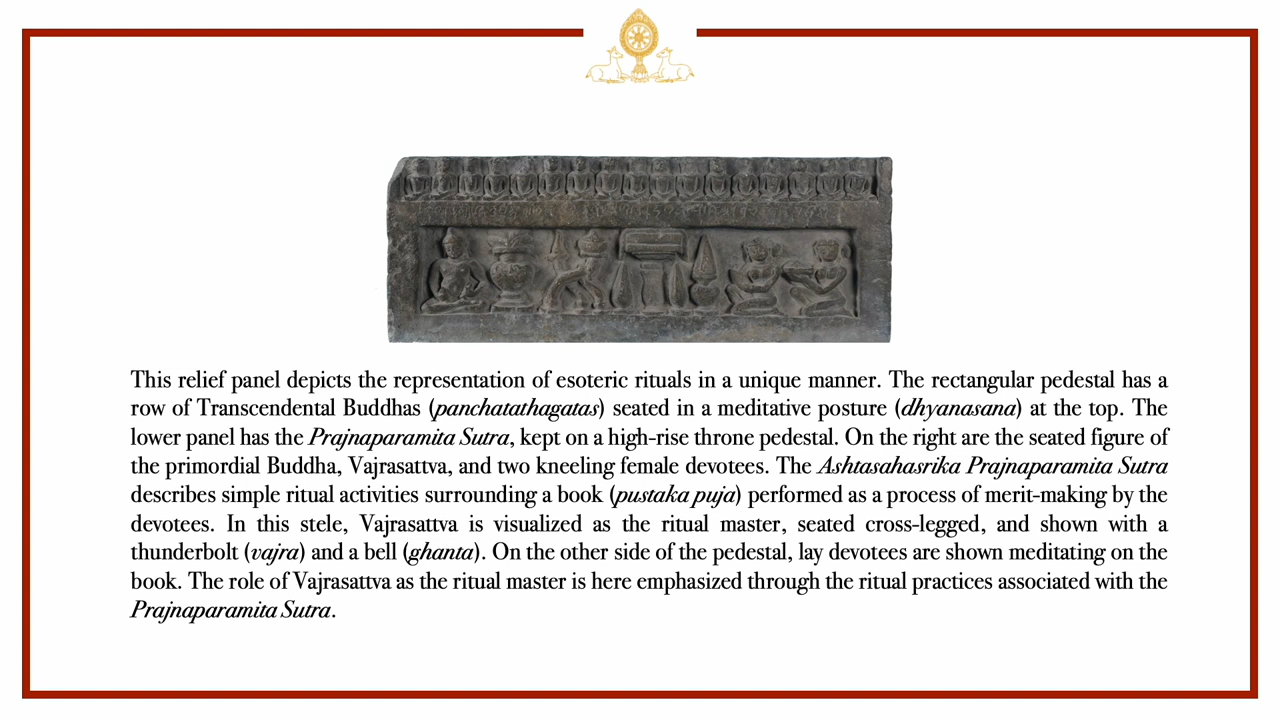 This relief panel depicts the representation of esoteric rituals in a unique manner. The rectangular pedestal has a
row of Transcendental Buddhas (panchatathagatas) seated in a meditative posture (dhyanasana) at the top. The
lower panel has the Prajnaparamita Sutra, kept on a high-rise throne pedestal. On the right are the seated figure of
the primordial Buddha, Vajrasattva, and two kneeling female devotees. The Ashtasahasrika Prajnaparamita Sutra
describes simple ritual activities surrounding a book (pustaka puja) performed as a process of merit-making by the
devotees. In this stele, Vajrasattva is visualized as the ritual master, seated cross-legged, and shown with a
thunderbolt (vajra) and a bell (ghanta). On the other side of the pedestal, lay devotees are shown meditating on the
book. The role of Vajrasattva as the ritual master is here emphasized through the ritual practices associated with the
Prajnaparamita Sutra.